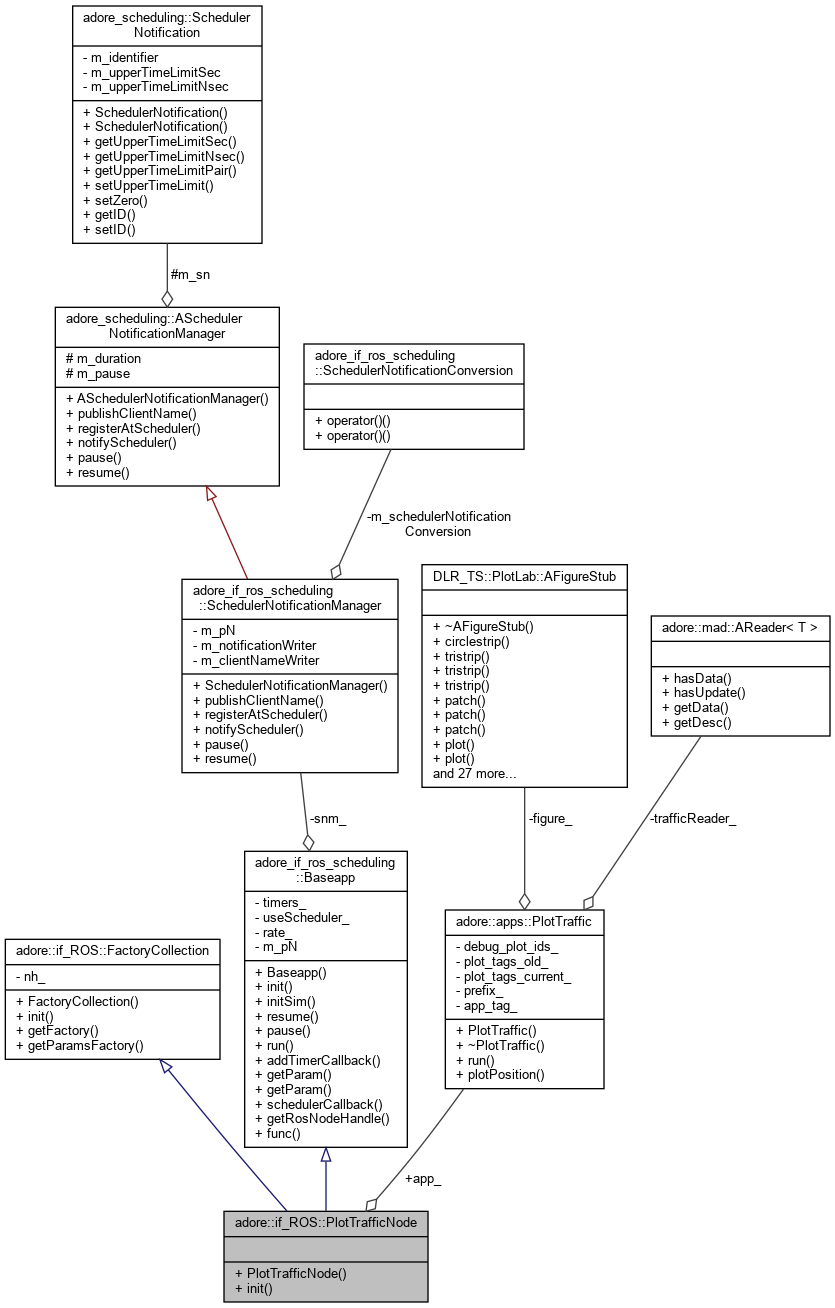 adore_scheduling::Scheduler
Notification
- m_identifier
- m_upperTimeLimitSec
- m_upperTimeLimitNsec
+ SchedulerNotification()
+ SchedulerNotification()
+ getUpperTimeLimitSec()
+ getUpperTimeLimitNsec()
+ getUpperTimeLimitPair()
+ setUpperTimeLimit()
+ setZero()
+ getID()
+ setID()
#m_sn
adore_scheduling::AScheduler
NotificationManager
# m_duration
# m_pause
+ ASchedulerNotificationManager()
+ publishClientName()
+ registerAtScheduler()
+ notifyScheduler()
+ pause()
+ resume()
adore_if_ros_scheduling
::SchedulerNotificationConversion
+ operator()()
+ operator()()
-m_schedulerNotification
Conversion
adore_if_ros_scheduling
::SchedulerNotificationManager
- m_pN
- m_notificationWriter
- m_clientNameWriter
+ SchedulerNotificationManager()
+ publishClientName()
+ registerAtScheduler()
+ notifyScheduler()
+ pause()
+ resume()
DLR_TS::PlotLab::AFigureStub
+ ~AFigureStub()
+ circlestrip()
+ tristrip()
+ tristrip()
+ tristrip()
+ patch()
+ patch()
+ patch()
+ plot()
+ plot()
and 27 more...
adore::mad::AReader< T >
+ hasData()
+ hasUpdate()
+ getData()
+ getDesc()
-snm_
-figure_
-trafficReader_
adore_if_ros_scheduling
::Baseapp
- timers_
- useScheduler_
- rate_
- m_pN
+ Baseapp()
+ init()
+ initSim()
+ resume()
+ pause()
+ run()
+ addTimerCallback()
+ getParam()
+ getParam()
+ schedulerCallback()
+ getRosNodeHandle()
+ func()
adore::if_ROS::FactoryCollection
- nh_
+ FactoryCollection()
+ init()
+ getFactory()
+ getParamsFactory()
adore::apps::PlotTraffic
- debug_plot_ids_
- plot_tags_old_
- plot_tags_current_
- prefix_
- app_tag_
+ PlotTraffic()
+ ~PlotTraffic()
+ run()
+ plotPosition()
+app_
adore::if_ROS::PlotTrafficNode
+ PlotTrafficNode()
+ init()